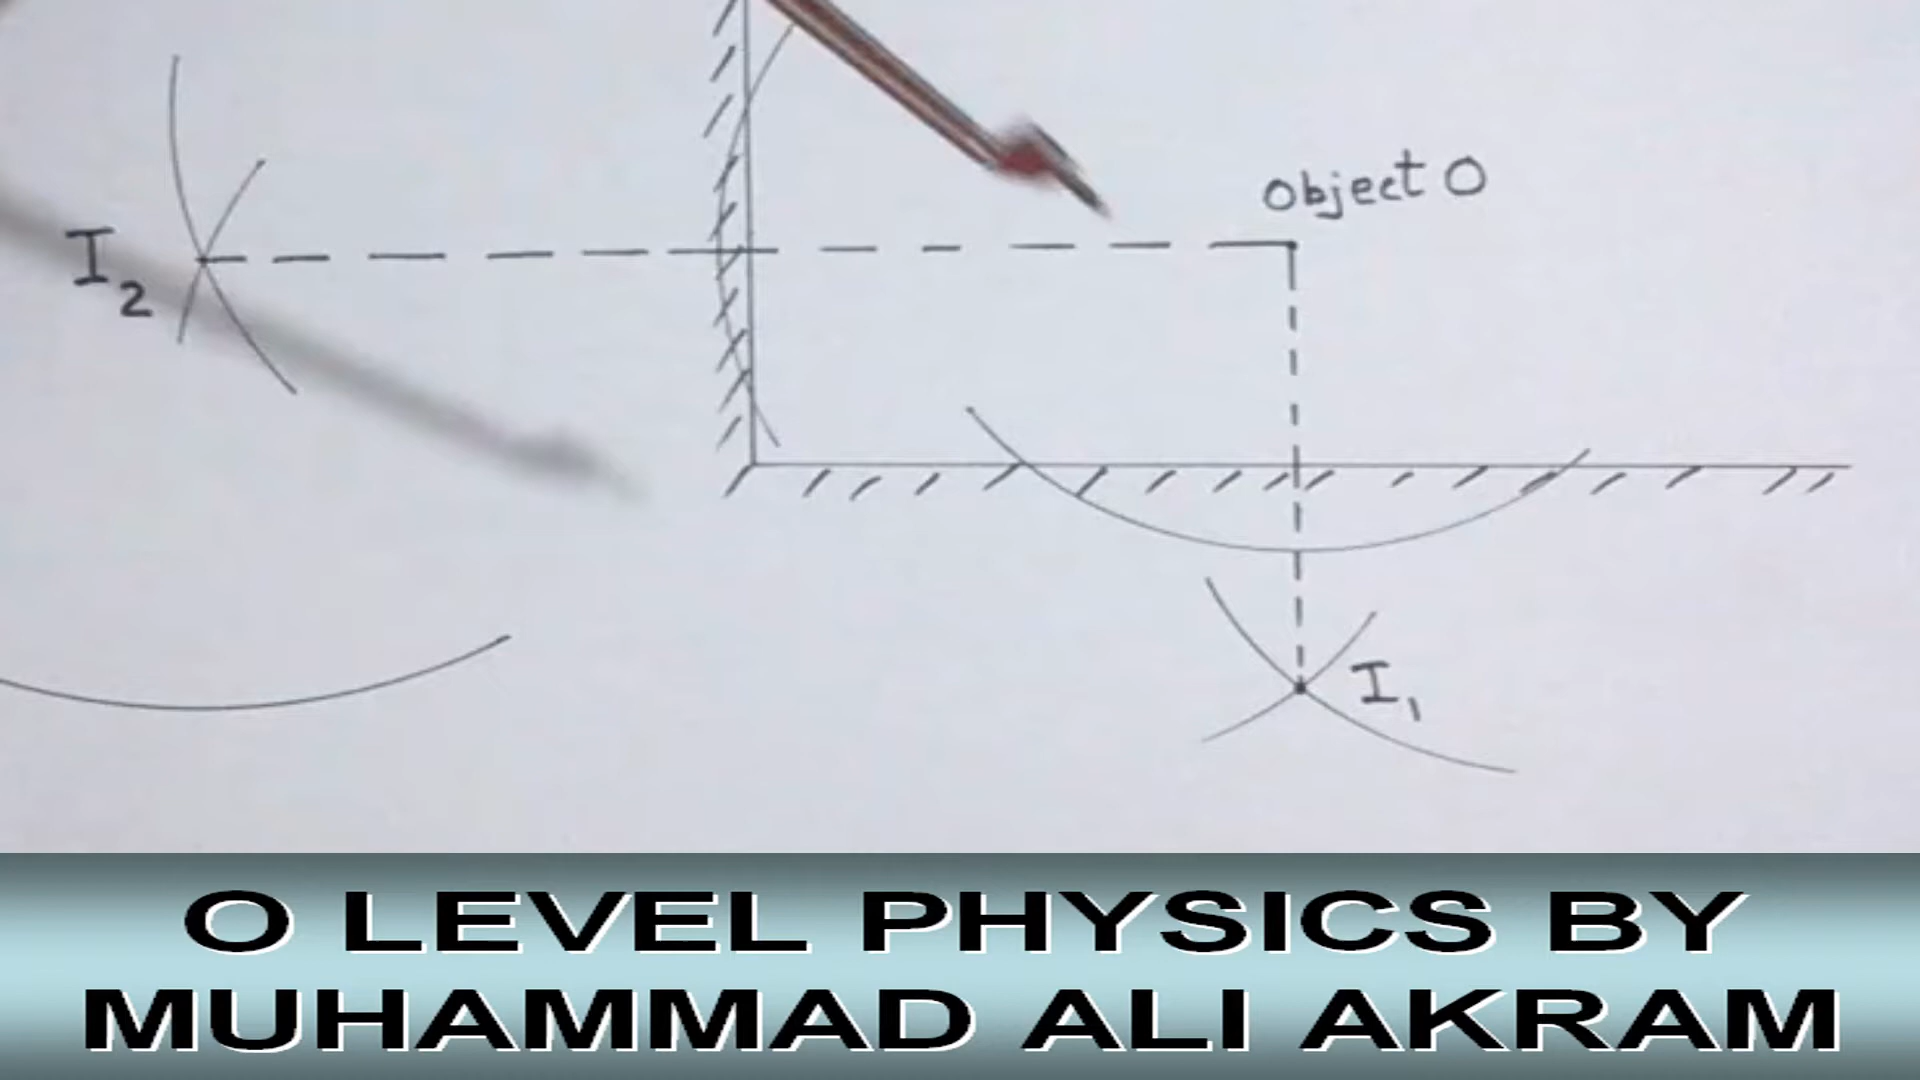 Object O
I₂
I₁
O LEVEL PHYSICS BY
MUHAMMAD ALI AKRAM